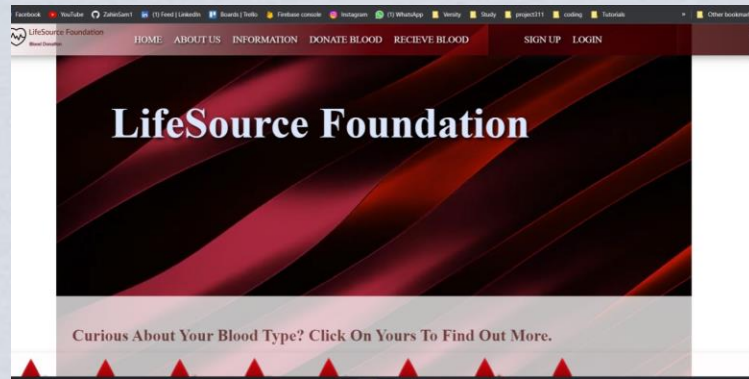 Facebook YouTube ZahinSam1 (1) Feed | LinkedIn Boards | Trello Firebase console Instagram (1) WhatsApp Versity Study project311 coding Tutorials » Other bookmar
LifeSource Foundation
Blood Donation
HOME ABOUT US INFORMATION DONATE BLOOD RECIEVE BLOOD SIGN UP LOGIN
LifeSource Foundation
Curious About Your Blood Type? Click On Yours To Find Out More.